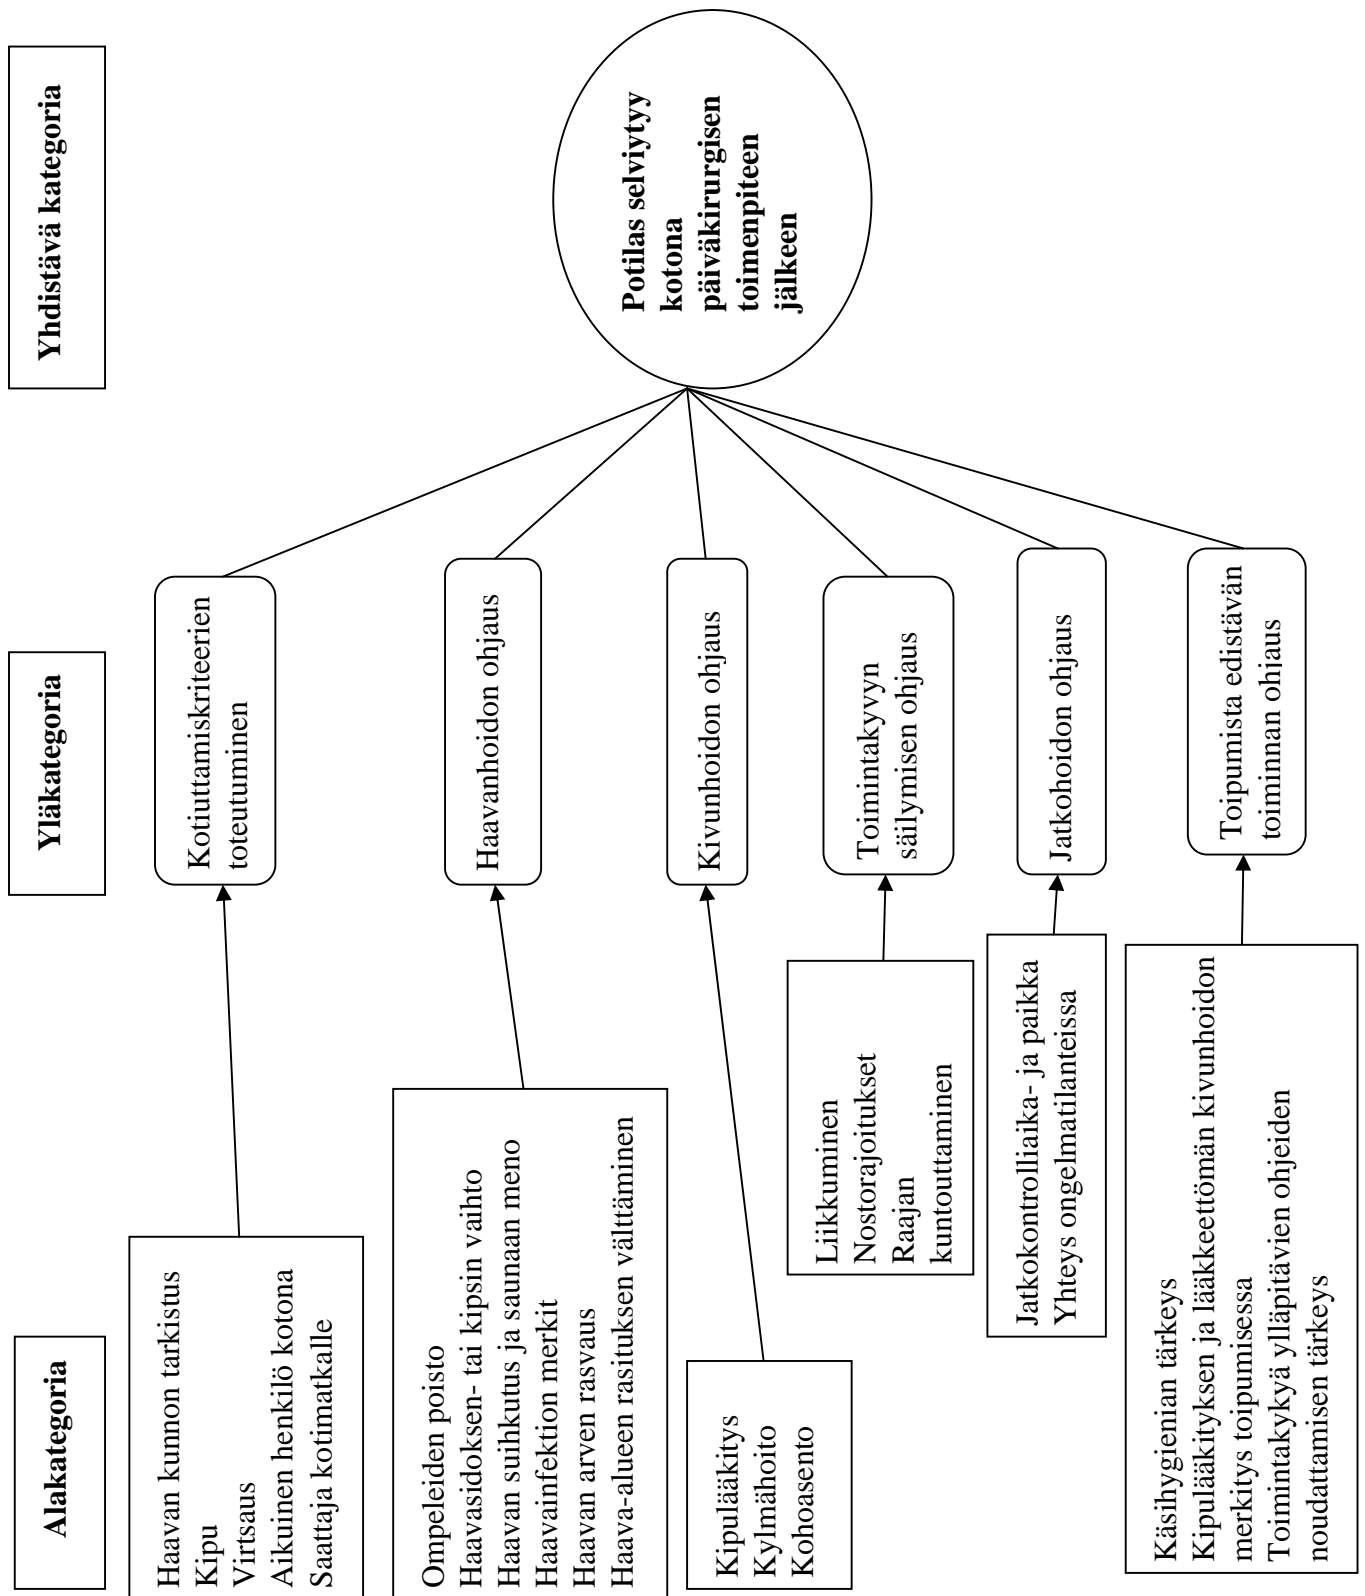 Alakategoria
Yläkategoria
Yhdistävä kategoria
Haavan kunnon tarkistus
Kipu
Virtsaus
Aikuinen henkilö kotona
Saattaja kotimatkalle
Kotiuttamiskriteerien
toteutuminen
Ompeleiden poisto
Haavasidoksen- tai kipsin vaihto
Haavan suihkutus ja saunaan meno
Haavainfektion merkit
Haavan arven rasvaus
Haava-alueen rasituksen välttäminen
Haavanhoidon ohjaus
Kipulääkitys
Kylmähoito
Kohoasento
Kivunhoidon ohjaus
Liikkuminen
Nostorajoitukset
Raajan
kuntouttaminen
Toimintakyvyn
säilymisen ohjaus
Jatkokontrolliaika- ja paikka
Yhteys ongelmatilanteissa
Jatkohoidon ohjaus
Käsihygienian tärkeys
Kipulääkityksen ja lääkkeettömän kivunhoidon
merkitys toipumisessa
Toimintakykyä ylläpitävien ohjeiden
noudattamisen tärkeys
Toipumista edistävän
toiminnan ohjaus
Potilas selviytyy
kotona
päiväkirurgisen
toimenpiteen
jälkeen